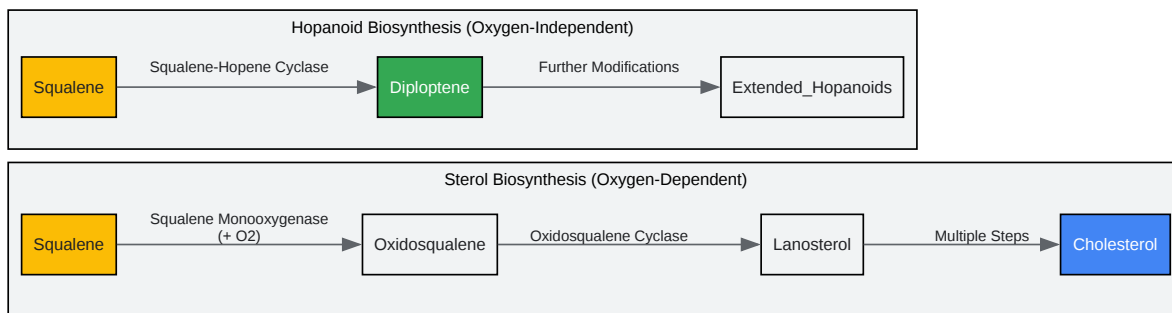 Hopanoid Biosynthesis (Oxygen-Independent)
Squalene
Squalene-Hopene Cyclase
Diploptene
Further Modifications
Extended_Hopanoids
Sterol Biosynthesis (Oxygen-Dependent)
Squalene
Squalene Monooxygenase
(+ O2)
Oxidosqualene
Oxidosqualene Cyclase
Lanosterol
Multiple Steps
Cholesterol